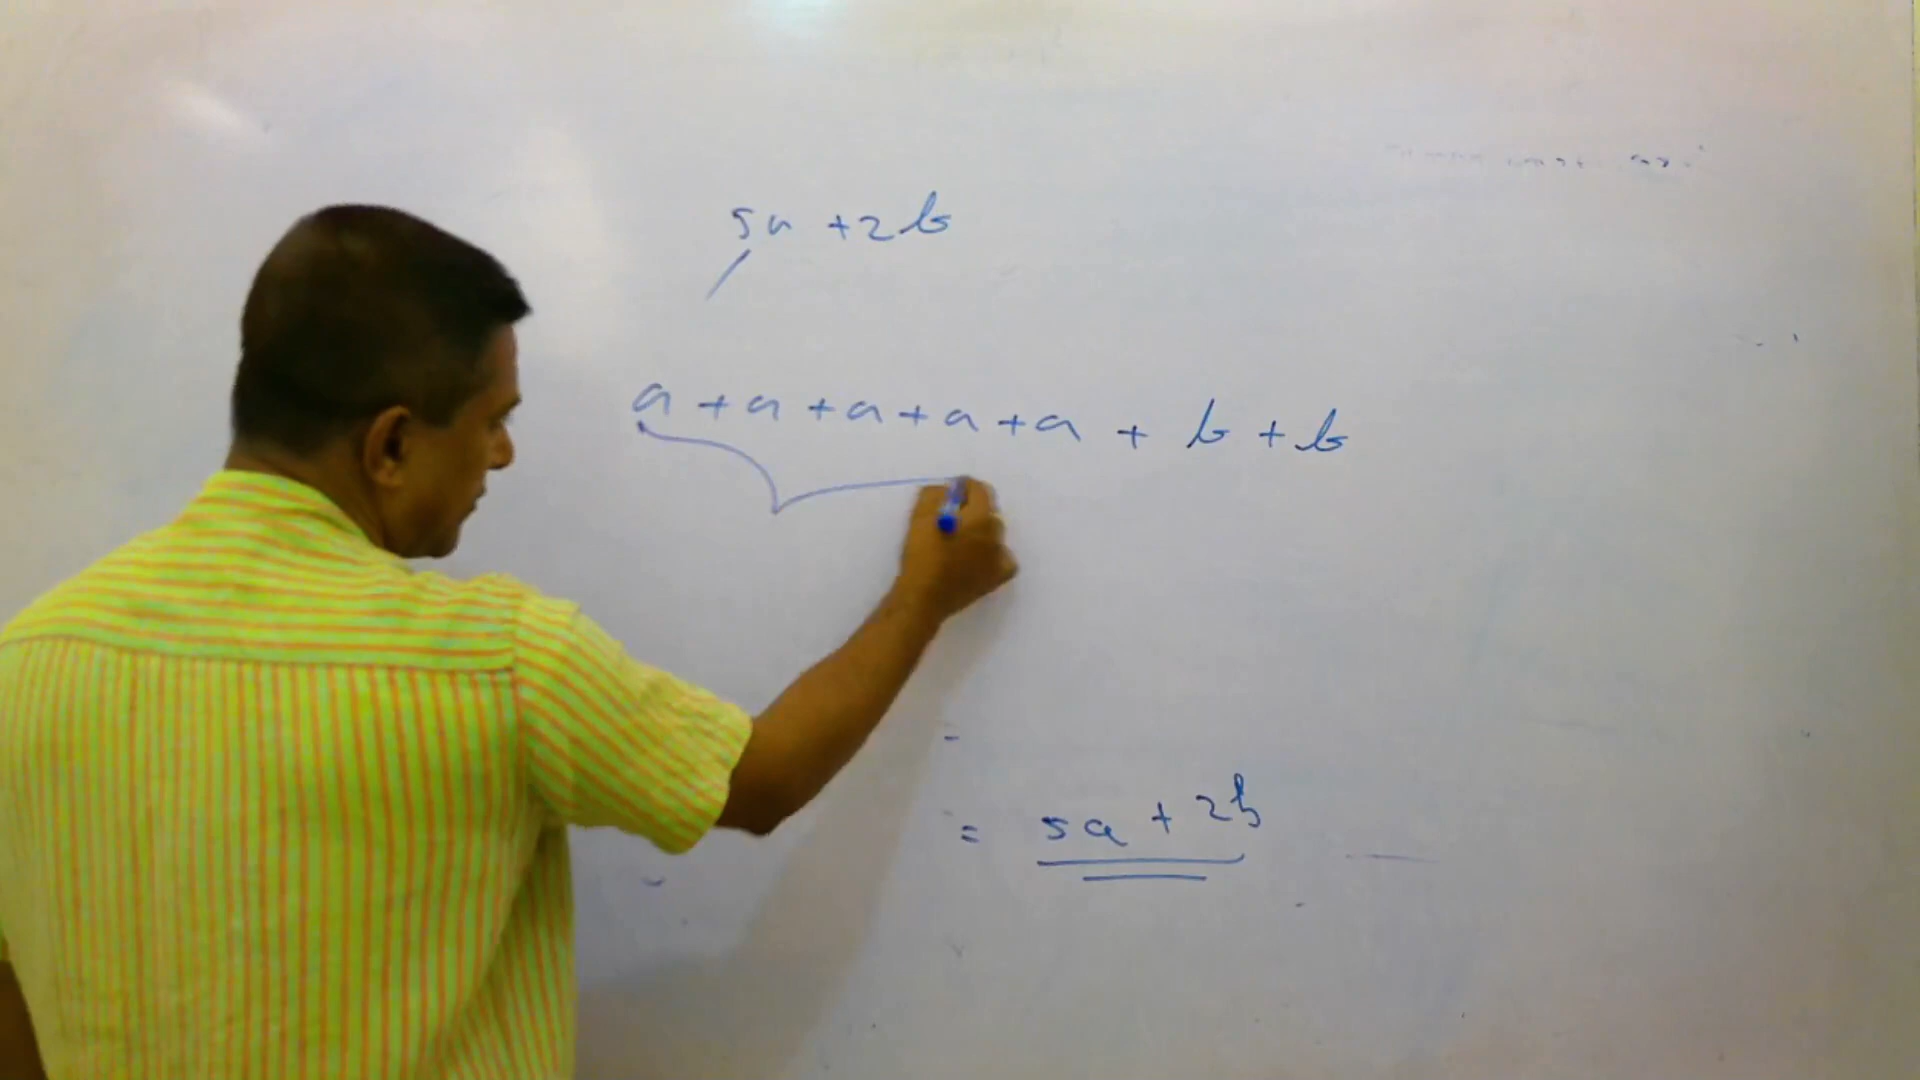 5a + 2b
a + a + a + a + a + b + b
= 5a + 2b